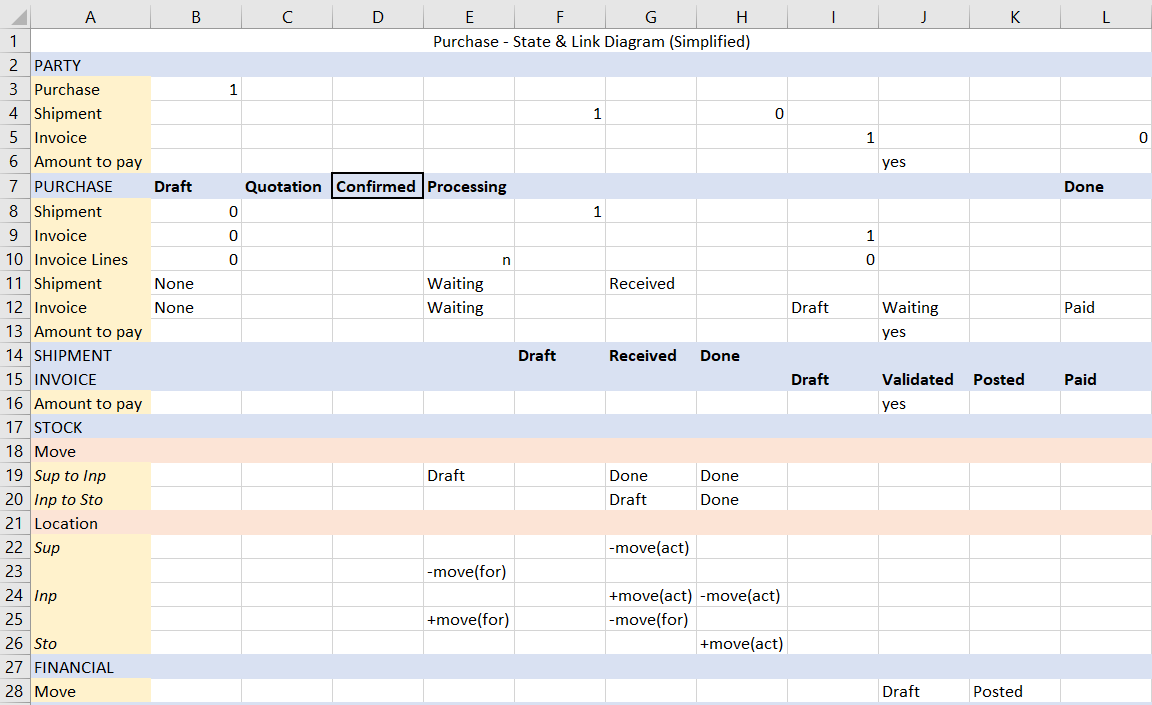 A B C D E F G H I J K L
1 Purchase - State & Link Diagram (Simplified)
2 PARTY
3 Purchase 1
4 Shipment 1 0
5 Invoice 1 0
6 Amount to pay yes
7 PURCHASE Draft Quotation Confirmed Processing Done
8 Shipment 0 1
9 Invoice 0 1
10 Invoice Lines 0 n 0
11 Shipment None Waiting Received
12 Invoice None Waiting Draft Waiting Paid
13 Amount to pay yes
14 SHIPMENT Draft Received Done
15 INVOICE Draft Validated Posted Paid
16 Amount to pay yes
17 STOCK
18 Move
19 Sup to Inp Draft Done Done
20 Inp to Sto Draft Done
21 Location
22 Sup -move(act)
23 -move(for)
24 Inp +move(act) -move(act)
25 +move(for) -move(for)
26 Sto +move(act)
27 FINANCIAL
28 Move Draft Posted